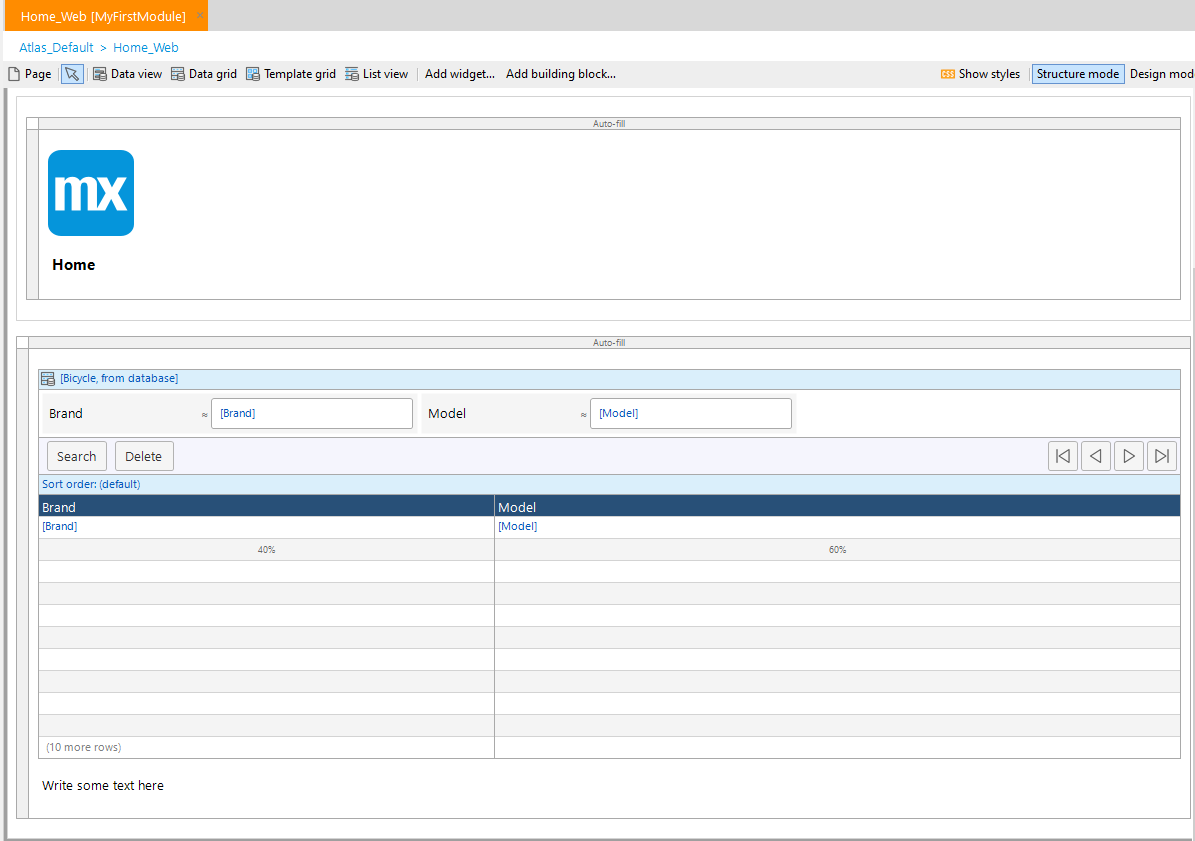 Home_Web [MyFirstModule] ×
Atlas_Default > Home_Web
Page Data view Data grid Template grid List view Add widget... Add building block... Show styles Structure mode Design mod
Auto-fill
mx
Home
Auto-fill
[Bicycle, from database]
Brand ≈ [Brand] Model ≈ [Model]
Search Delete
Sort order: (default)
Brand Model
[Brand] [Model]
40% 60%
(10 more rows)
Write some text here